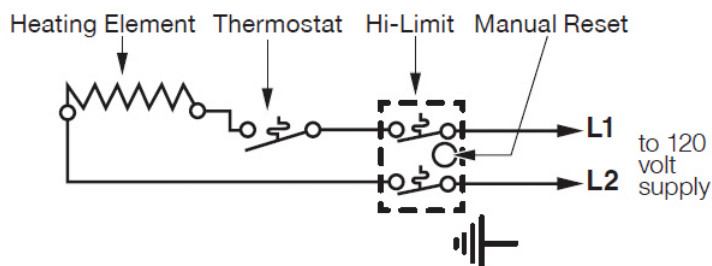 Heating Element Thermostat Hi-Limit Manual Reset
L1
to 120
volt
L2
supply